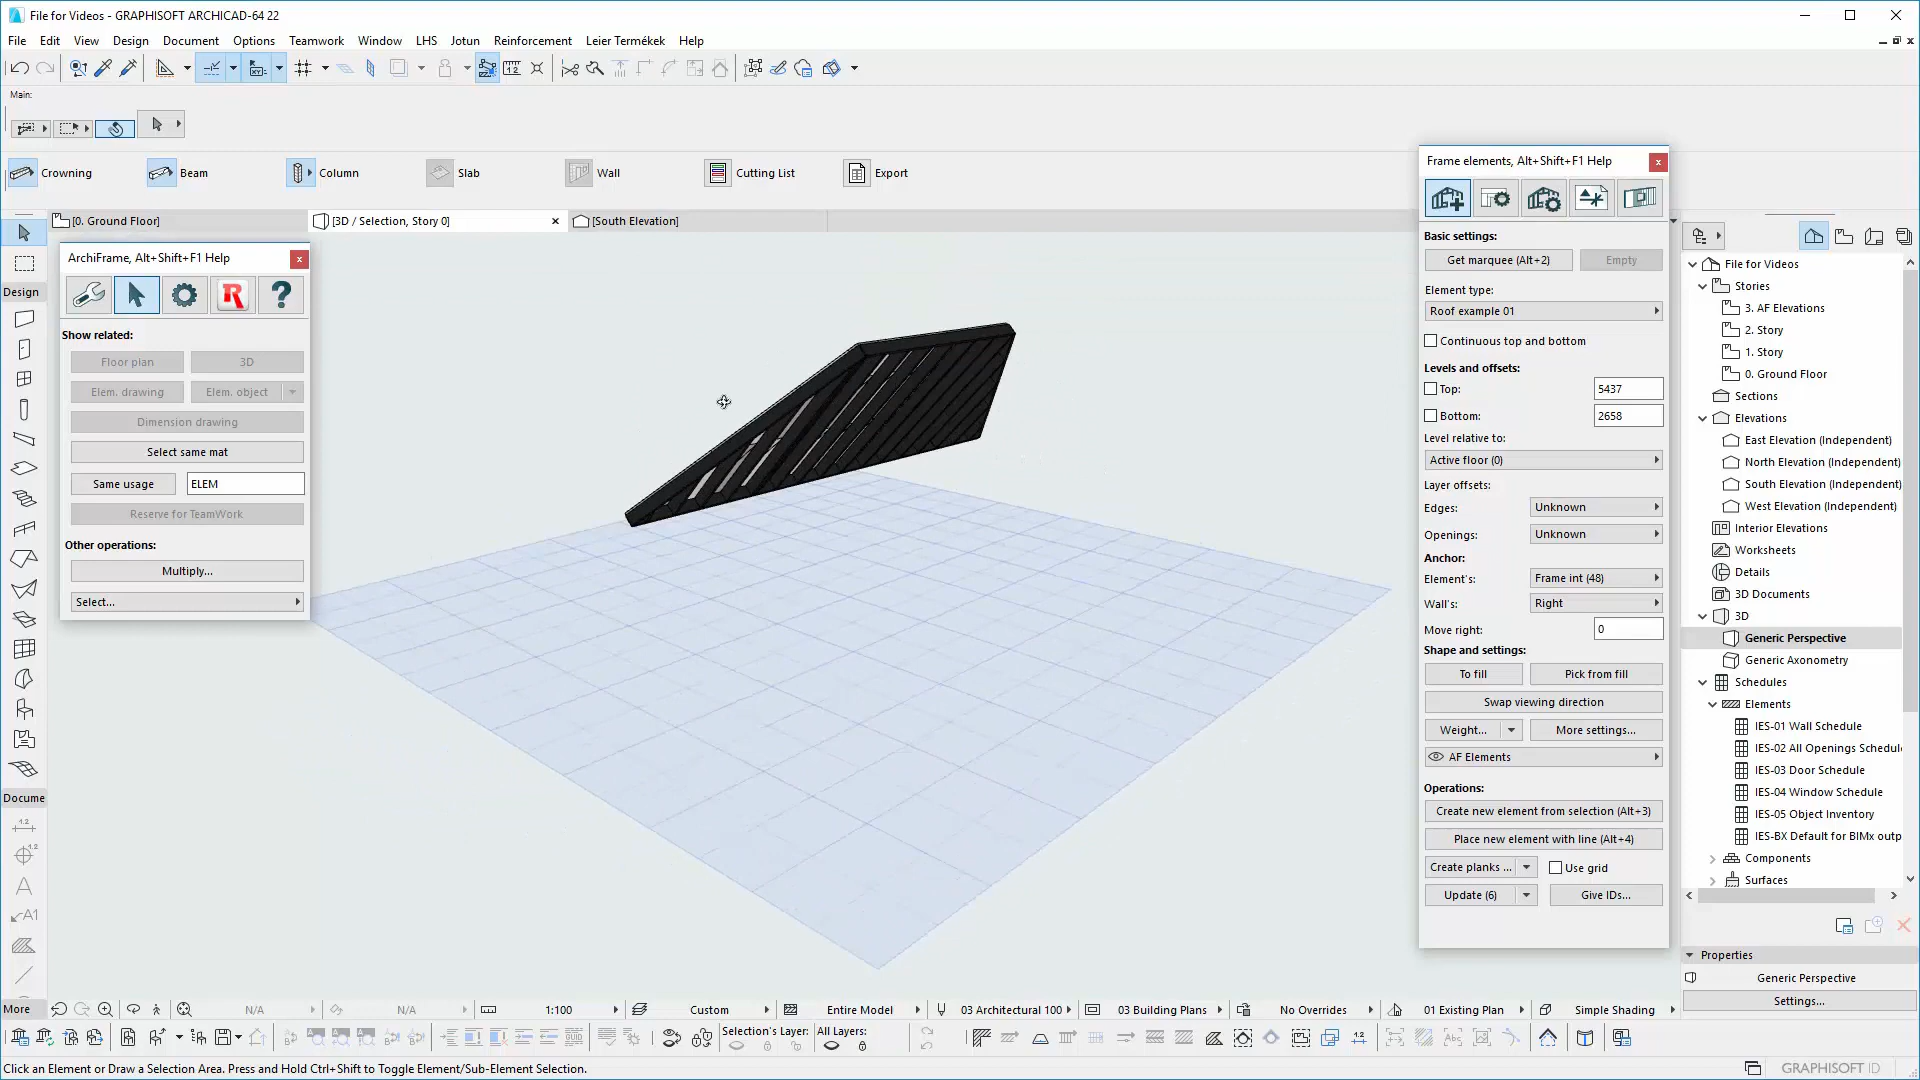 File for Videos - GRAPHISOFT ARCHICAD-64 22
File Edit View Design Document Options Teamwork Window LHS Jotun Reinforcement Leier Termékek Help
Main:
Crowning Beam Column Slab Wall Cutting List Export
[0. Ground Floor] [3D / Selection, Story 0] [South Elevation]
ArchiFrame, Alt+Shift+F1 Help
Show related:
Floor plan 3D
Elem. drawing Elem. object
Dimension drawing
Select same mat
Same usage ELEM
Reserve for TeamWork
Other operations:
Multiply...
Select...
Design
Docume
More
Frame elements, Alt+Shift+F1 Help
Basic settings:
Get marquee (Alt+2) Empty
Element type:
Roof example 01
Continuous top and bottom
Levels and offsets:
Top: 5437
Bottom: 2658
Level relative to:
Active floor (0)
Layer offsets:
Edges: Unknown
Openings: Unknown
Anchor:
Element's: Frame int (48)
Wall's: Right
Move right: 0
Shape and settings:
To fill Pick from fill
Swap viewing direction
Weight... More settings...
AF Elements
Operations:
Create new element from selection (Alt+3)
Place new element with line (Alt+4)
Create planks ... Use grid
Update (6) Give IDs...
File for Videos
Stories
3. AF Elevations
2. Story
1. Story
0. Ground Floor
Sections
Elevations
East Elevation (Independent)
North Elevation (Independent)
South Elevation (Independent)
West Elevation (Independent)
Interior Elevations
Worksheets
Details
3D Documents
3D
Generic Perspective
Generic Axonometry
Schedules
Elements
IES-01 Wall Schedule
IES-02 All Openings Schedul
IES-03 Door Schedule
IES-04 Window Schedule
IES-05 Object Inventory
IES-BX Default for BIMx outp
Components
Surfaces
Properties
Generic Perspective
Settings...
N/A N/A 1:100 Custom Entire Model 03 Architectural 100 03 Building Plans No Overrides 01 Existing Plan Simple Shading
Selection's Layer: All Layers:
Click an Element or Draw a Selection Area. Press and Hold Ctrl+Shift to Toggle Element/Sub-Element Selection.
GRAPHISOFT ID